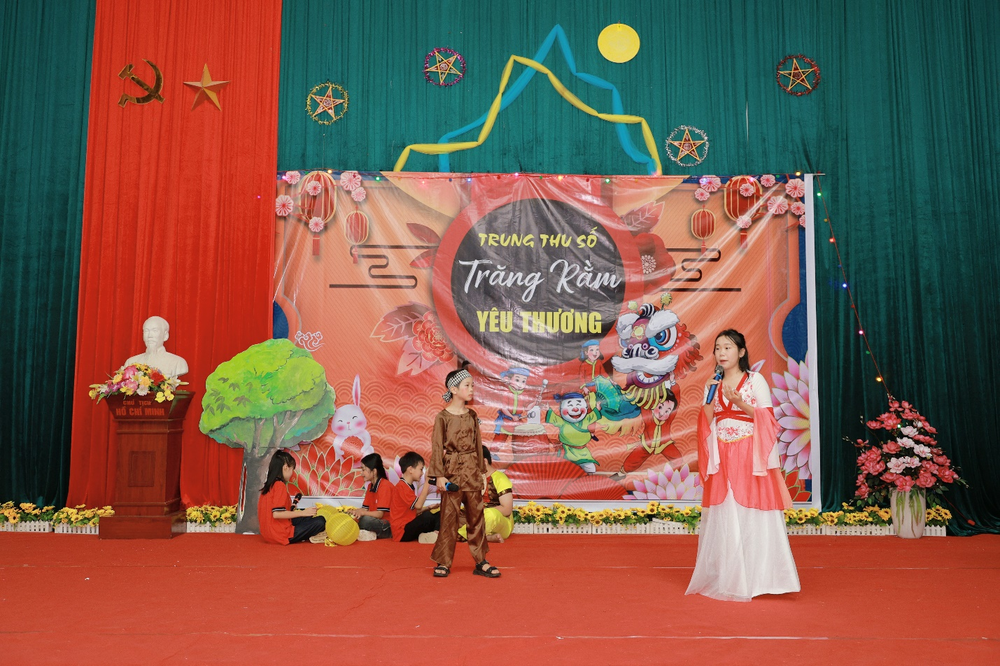 TRUNG THU SỐ
Trăng Rằm
YÊU THƯƠNG
CHỦ TỊCH
HỒ CHÍ MINH